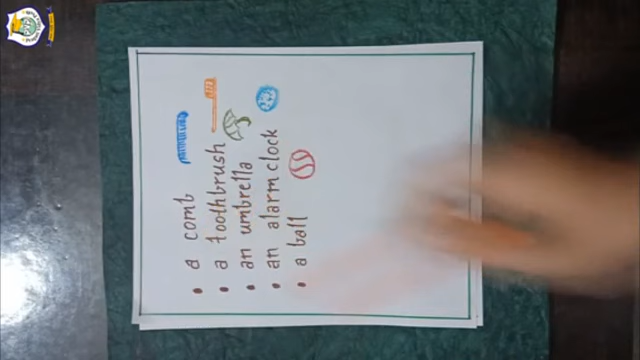 • a comb
• a toothbrush
• an umbrella
• an alarm clock
• a ball